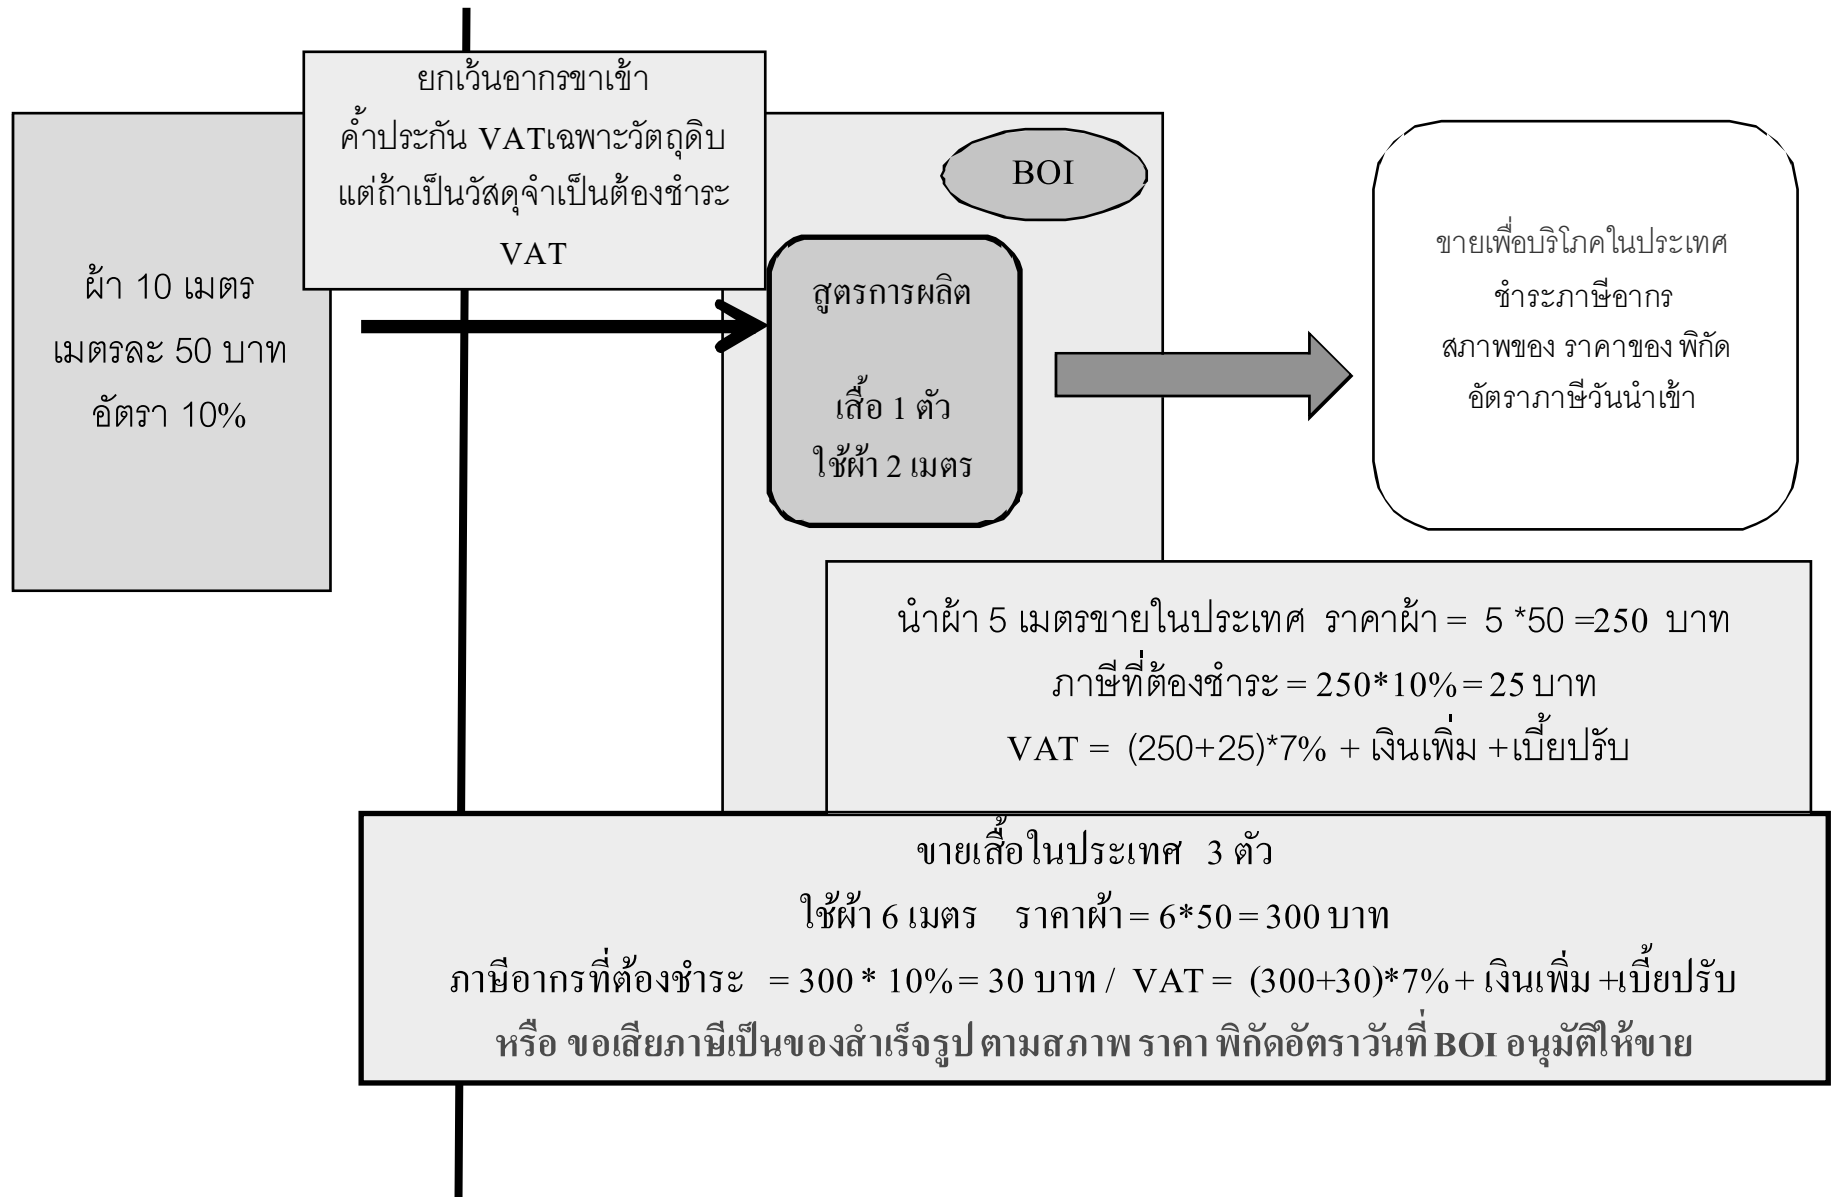 ยกเว้นอากรขาเข้า
ค้ำประกัน VATเฉพาะวัตถุดิบ
แต่ถ้าเป็นวัสดุจำเป็นต้องชำระ
VAT
ผ้า 10 เมตร
เมตรละ 50 บาท
อัตรา 10%
BOI
สูตรการผลิต
เสื้อ 1 ตัว
ใช้ผ้า 2 เมตร
ขายเพื่อบริโภคในประเทศ
ชำระภาษีอากร
สภาพของ ราคาของ พิกัด
อัตราภาษีวันนำเข้า
นำผ้า 5 เมตรขายในประเทศ ราคาผ้า = 5 *50 =250 บาท
ภาษีที่ต้องชำระ = 250*10% = 25 บาท
VAT = (250+25)*7% + เงินเพิ่ม +เบี้ยปรับ
ขายเสื้อในประเทศ 3 ตัว
ใช้ผ้า 6 เมตร ราคาผ้า = 6*50 = 300 บาท
ภาษีอากรที่ต้องชำระ = 300 * 10% = 30 บาท / VAT = (300+30)*7% + เงินเพิ่ม +เบี้ยปรับ
หรือ ขอเสียภาษีเป็นของสำเร็จรูป ตามสภาพ ราคา พิกัดอัตราวันที่ BOI อนุมัติให้ขาย